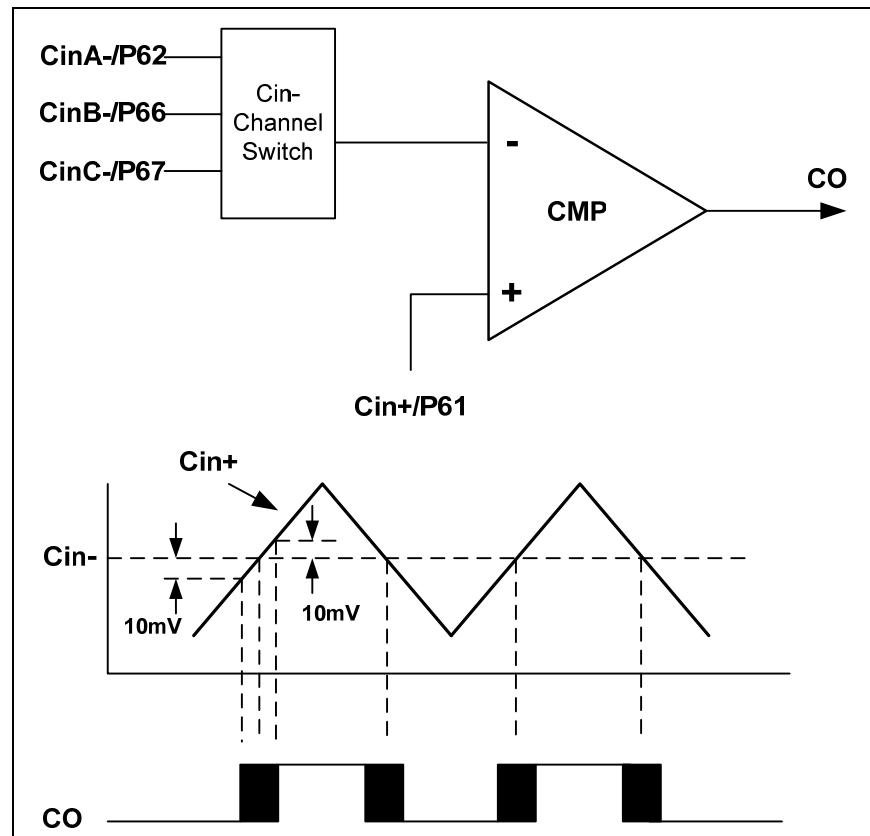 CinA-/P62
CinB-/P66
CinC-/P67
Cin-
Channel
Switch
-
+
CMP
CO
Cin+/P61
Cin+
Cin-
10mV
10mV
CO